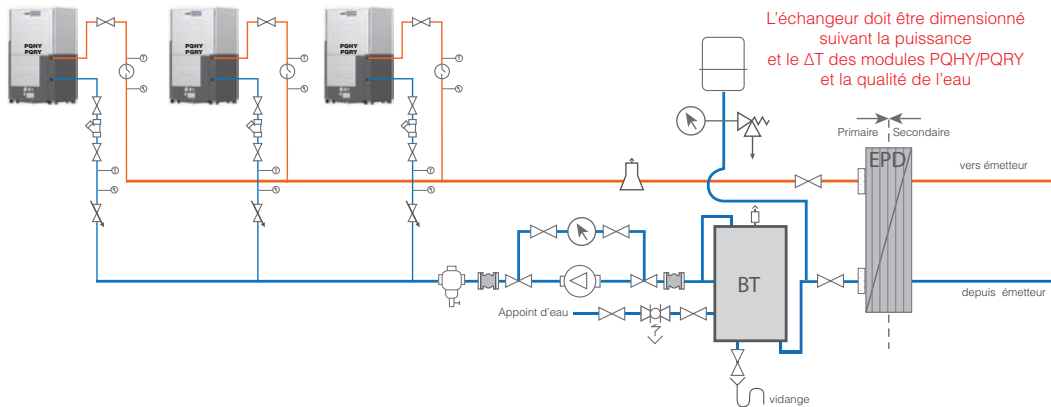 PQHY
PQRY
PQHY
PQRY
PQHY
PQRY
L'échangeur doit être dimensionné
suivant la puissance
et le ΔT des modules PQHY/PQRY
et la qualité de l'eau
Primaire
Secondaire
EPD
vers émetteur
BT
depuis émetteur
Appoint d'eau
vidange